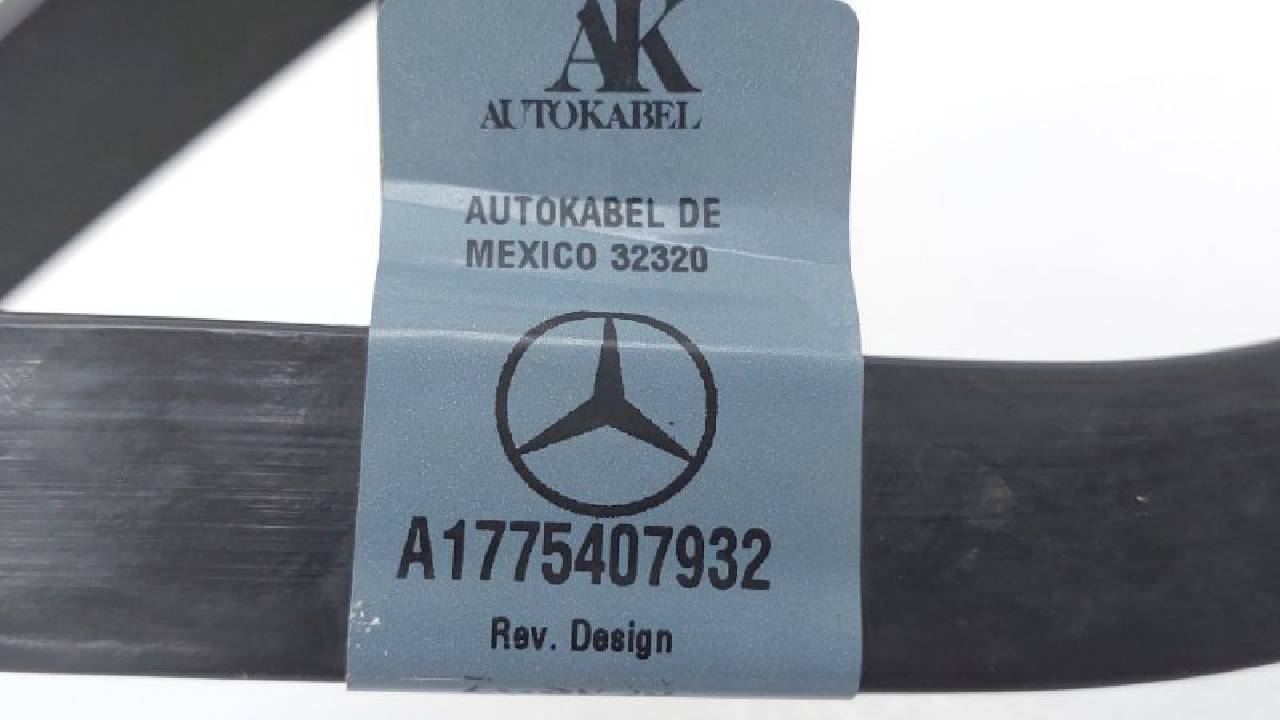 AK
AUTOKABEL
AUTOKABEL DE
MEXICO 32320
A1775407932
Rev. Design